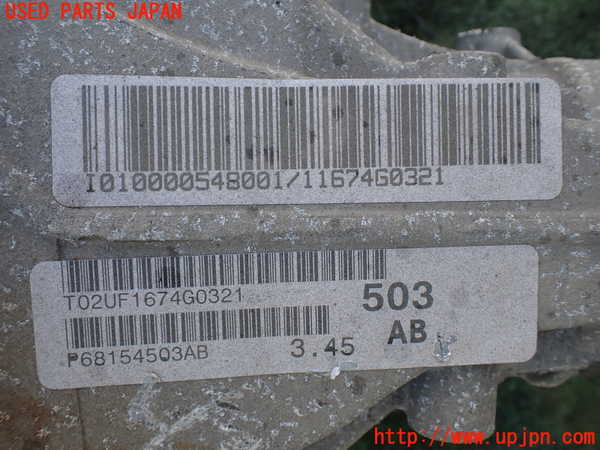 USED PARTS JAPAN
I010000548001/11674G0321
T02UF1674G0321
503
P68154503AB
3.45
AB
http://www.upjpn.com